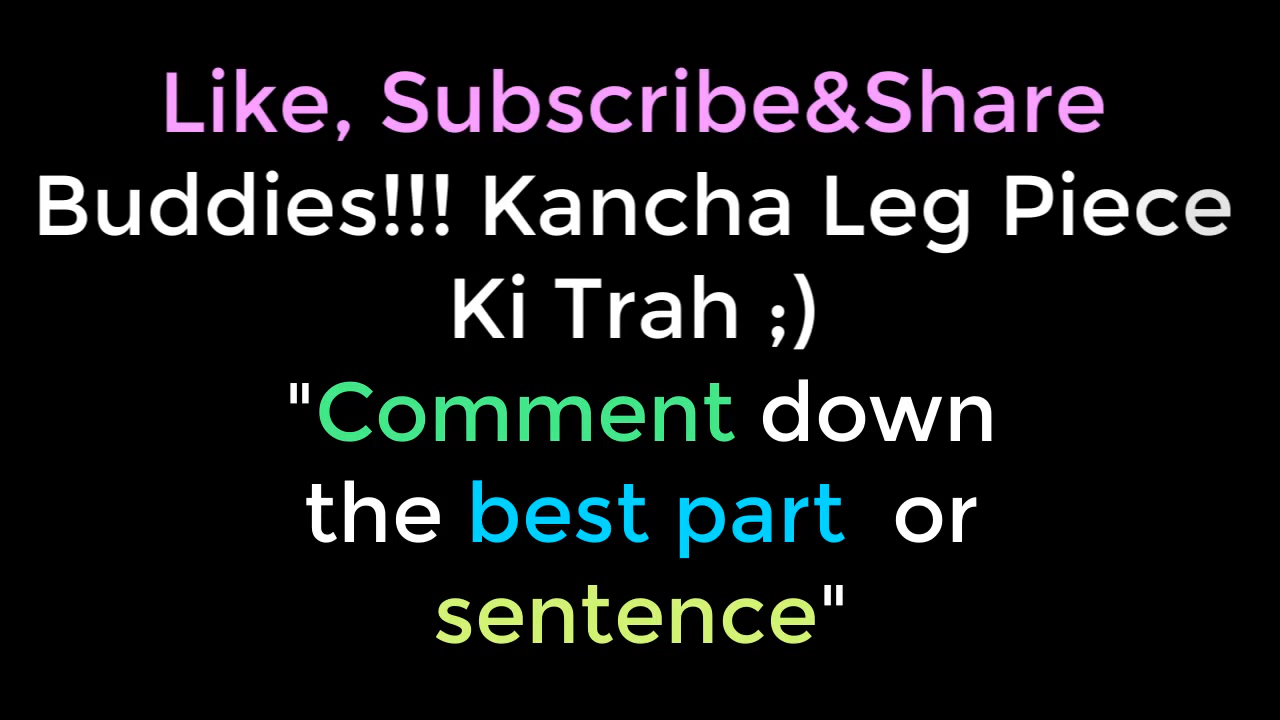 Like, Subscribe&Share
Buddies!!! Kancha Leg Piece
Ki Trah ;)
"Comment down
the best part  or
sentence"